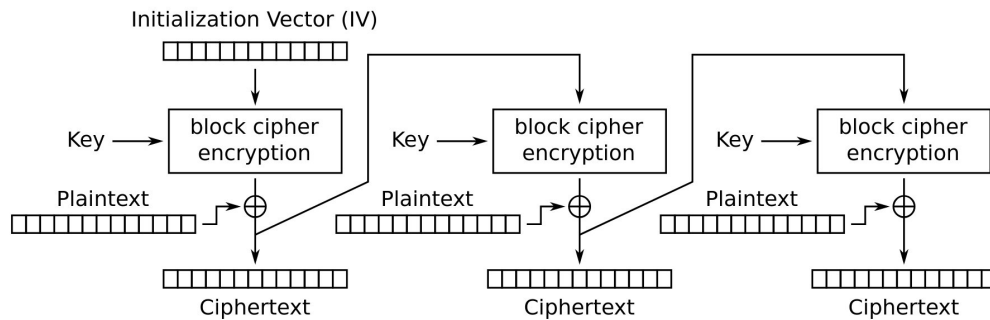 Initialization Vector (IV)
Key
block cipher
encryption
Plaintext
Ciphertext
Key
block cipher
encryption
Plaintext
Ciphertext
Key
block cipher
encryption
Plaintext
Ciphertext